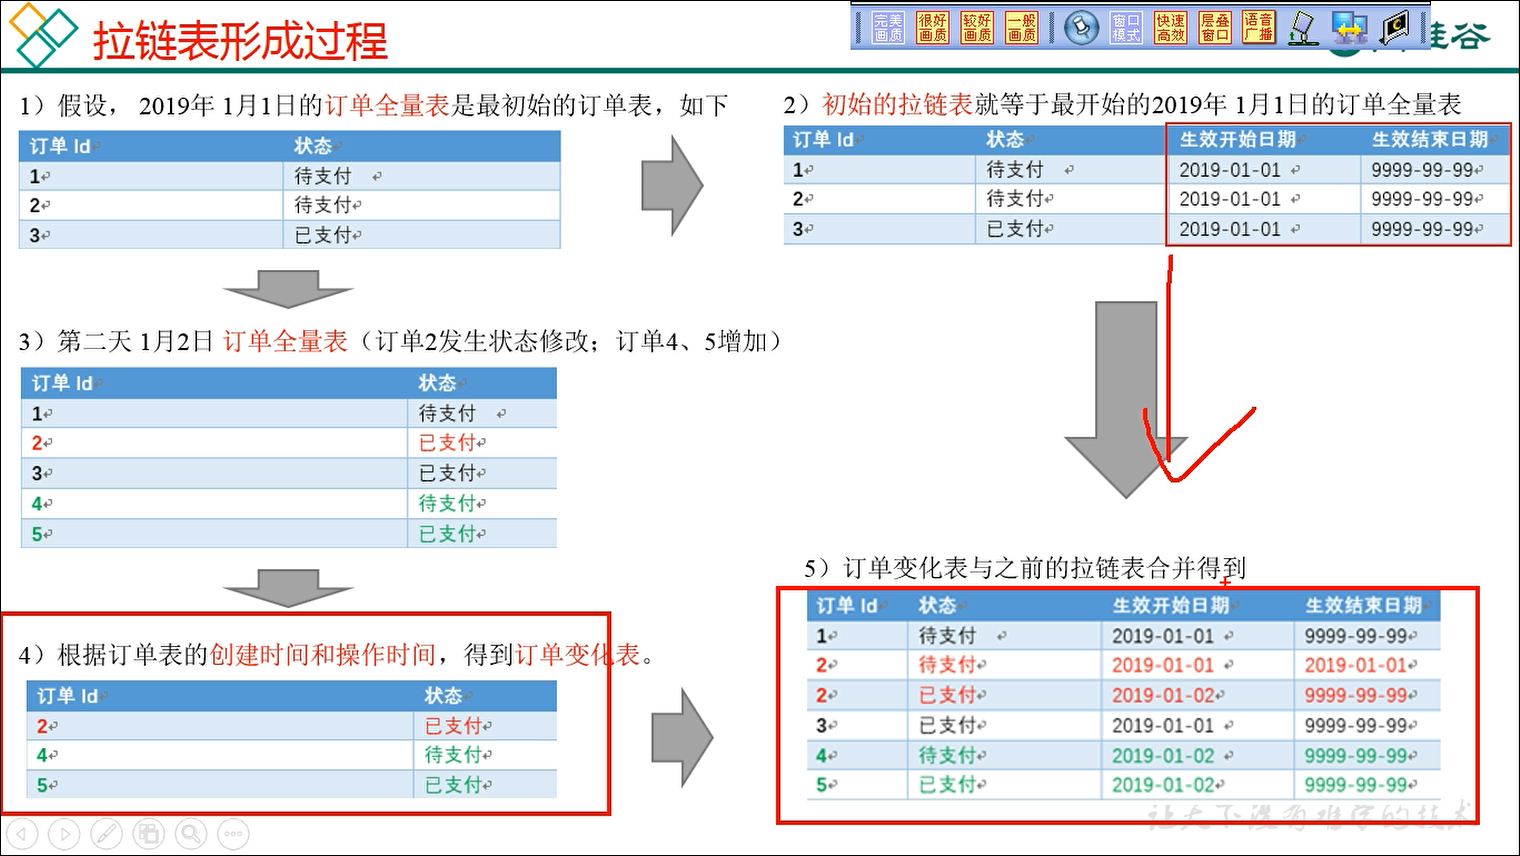 拉链表形成过程
完美画质 很好画质 较好画质 一般画质 窗口模式 快速高效 层叠窗口 语音广播
谷
1）假设， 2019年 1月1日的订单全量表是最初始的订单表，如下
订单 Id 状态
1 待支付
2 待支付
3 已支付
2）初始的拉链表就等于最开始的2019年 1月1日的订单全量表
订单 Id 状态 生效开始日期 生效结束日期
1 待支付 2019-01-01 9999-99-99
2 待支付 2019-01-01 9999-99-99
3 已支付 2019-01-01 9999-99-99
3）第二天 1月2日 订单全量表（订单2发生状态修改；订单4、5增加）
订单 Id 状态
1 待支付
2 已支付
3 已支付
4 待支付
5 已支付
4）根据订单表的创建时间和操作时间，得到订单变化表。
订单 Id 状态
2 已支付
4 待支付
5 已支付
5）订单变化表与之前的拉链表合并得到
订单 Id 状态 生效开始日期 生效结束日期
1 待支付 2019-01-01 9999-99-99
2 待支付 2019-01-01 2019-01-01
2 已支付 2019-01-02 9999-99-99
3 已支付 2019-01-01 9999-99-99
4 待支付 2019-01-02 9999-99-99
5 已支付 2019-01-02 9999-99-99
让天下没有难学的技术